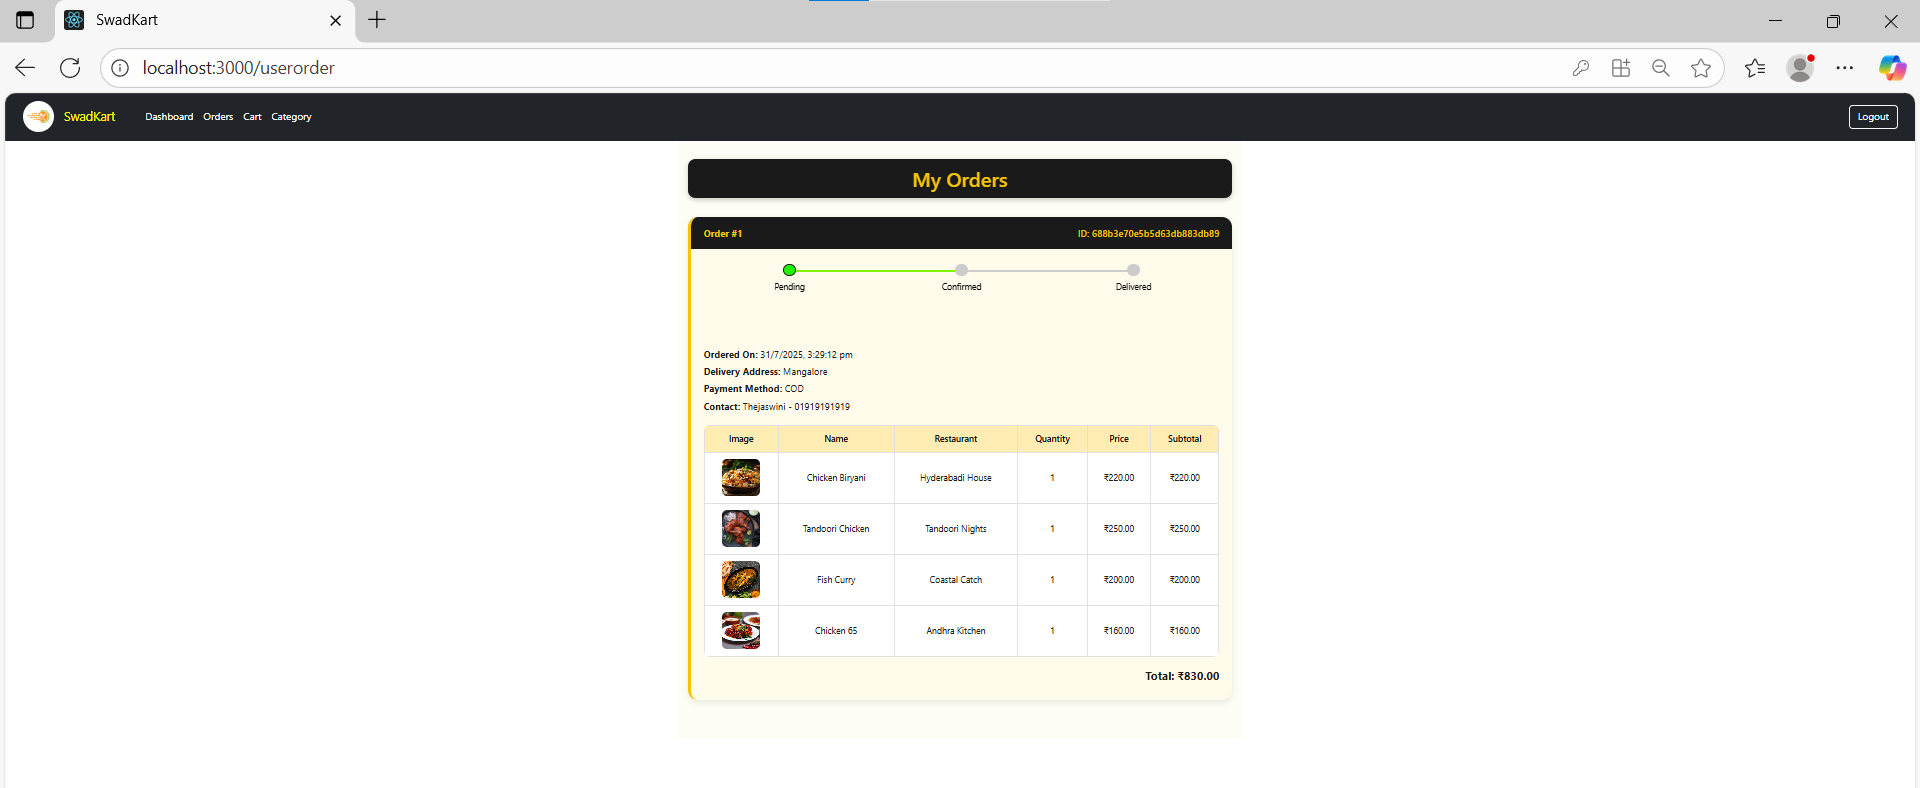 SwadKart
localhost:3000/userorder
SwadKart Dashboard Orders Cart Category Logout
My Orders
Order #1 ID: 688b3e70e5b5d63db883db89
Pending Confirmed Delivered
Ordered On: 31/7/2025, 3:29:12 pm
Delivery Address: Mangalore
Payment Method: COD
Contact: Thejaswini - 01919191919
Image Name Restaurant Quantity Price Subtotal
Chicken Biryani Hyderabadi House 1 ₹220.00 ₹220.00
Tandoori Chicken Tandoori Nights 1 ₹250.00 ₹250.00
Fish Curry Coastal Catch 1 ₹200.00 ₹200.00
Chicken 65 Andhra Kitchen 1 ₹160.00 ₹160.00
Total: ₹830.00